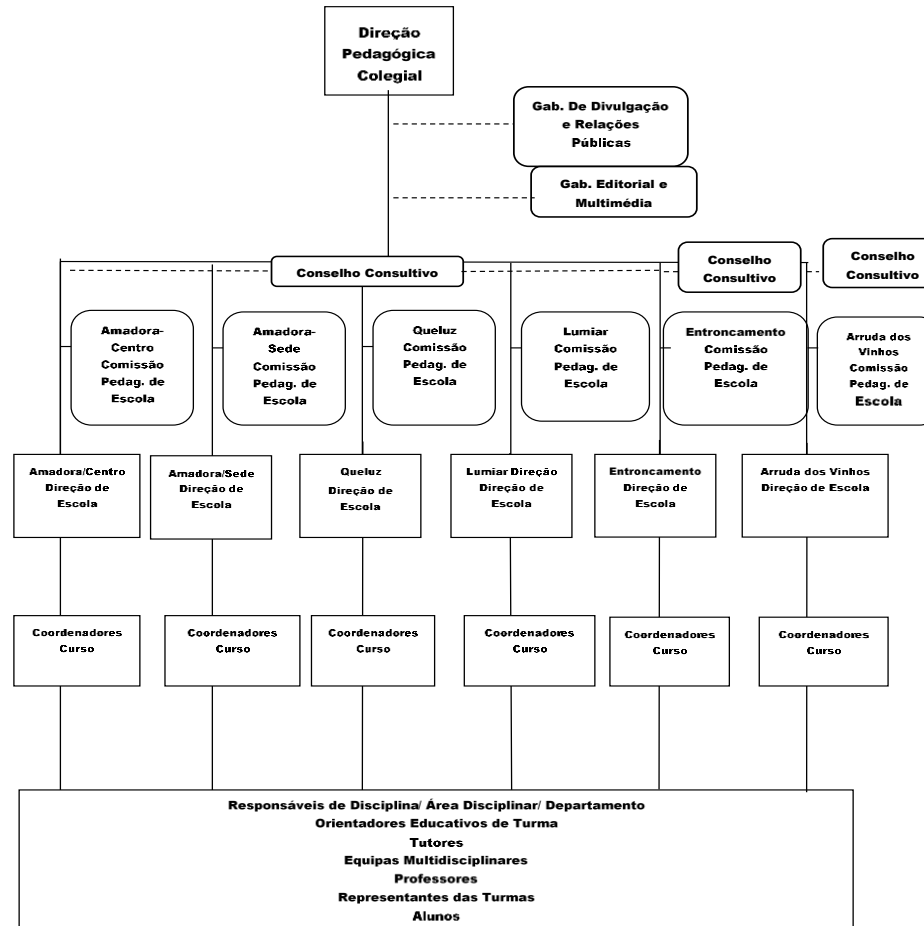 Direção
Pedagógica
Colegial
Gab. De Divulgação
e Relações
Públicas
Gab. Editorial e
Multimédia
Conselho Consultivo
Conselho
Consultivo
Conselho
Consultivo
Amadora-
Centro
Comissão
Pedag. de
Escola
Amadora-
Sede
Comissão
Pedag. de
Escola
Queluz
Comissão
Pedag. de
Escola
Lumiar
Comissão
Pedag. de
Escola
Entroncamento
Comissão
Pedag. de
Escola
Arruda dos
Vinhos
Comissão
Pedag. de
Escola
Amadora/Centro
Direção de
Escola
Amadora/Sede
Direção de
Escola
Queluz
Direção de
Escola
Lumiar Direção
Direção de
Escola
Entroncamento
Direção de
Escola
Arruda dos Vinhos
Direção de Escola
Coordenadores
Curso
Coordenadores
Curso
Coordenadores
Curso
Coordenadores
Curso
Coordenadores
Curso
Coordenadores
Curso
Responsáveis de Disciplina/ Área Disciplinar/ Departamento
Orientadores Educativos de Turma
Tutores
Equipas Multidisciplinares
Professores
Representantes das Turmas
Alunos